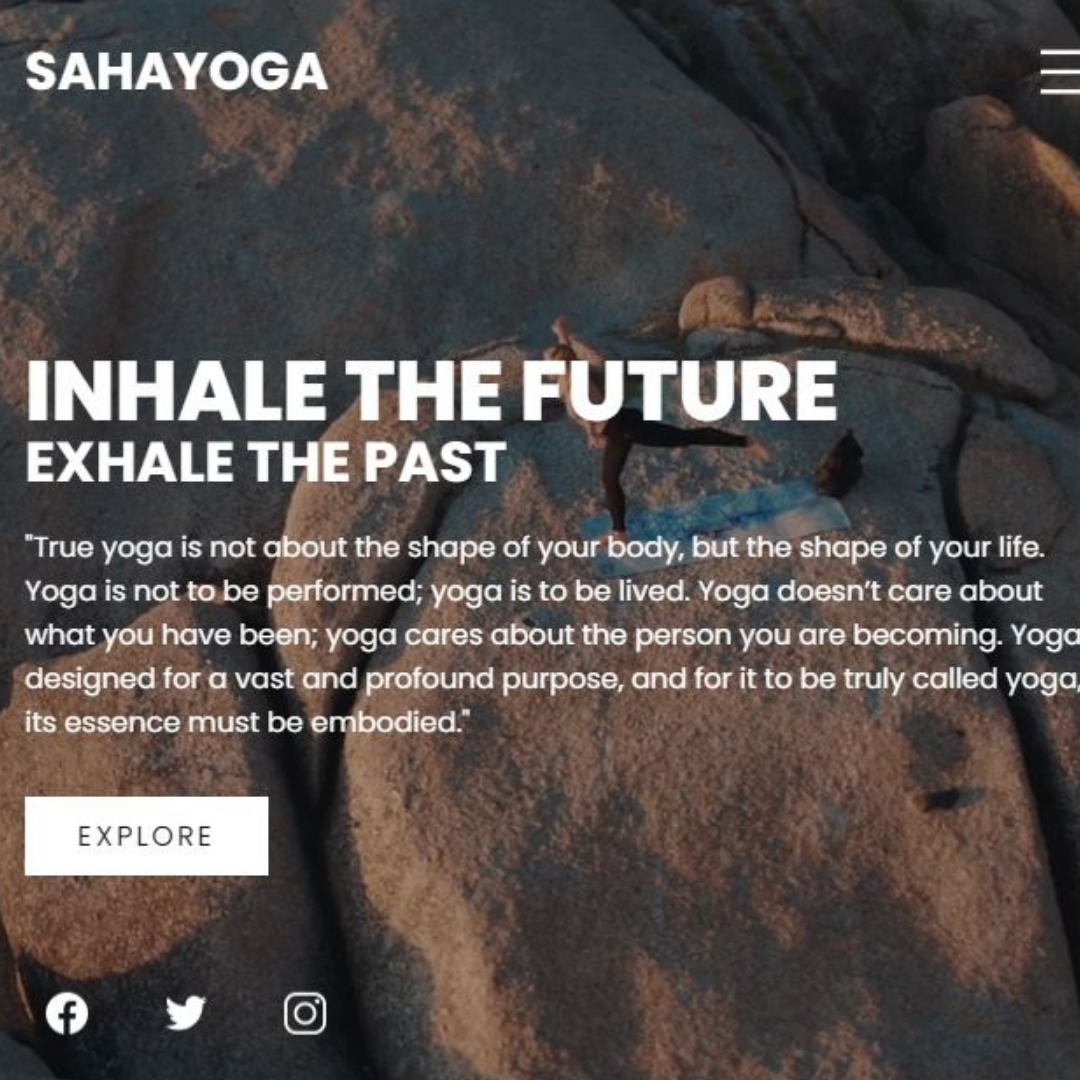 SAHAYOGA
INHALE THE FUTURE
EXHALE THE PAST
"True yoga is not about the shape of your body, but the shape of your life.
Yoga is not to be performed; yoga is to be lived. Yoga doesn’t care about
what you have been; yoga cares about the person you are becoming. Yoga
designed for a vast and profound purpose, and for it to be truly called yoga,
its essence must be embodied."
EXPLORE